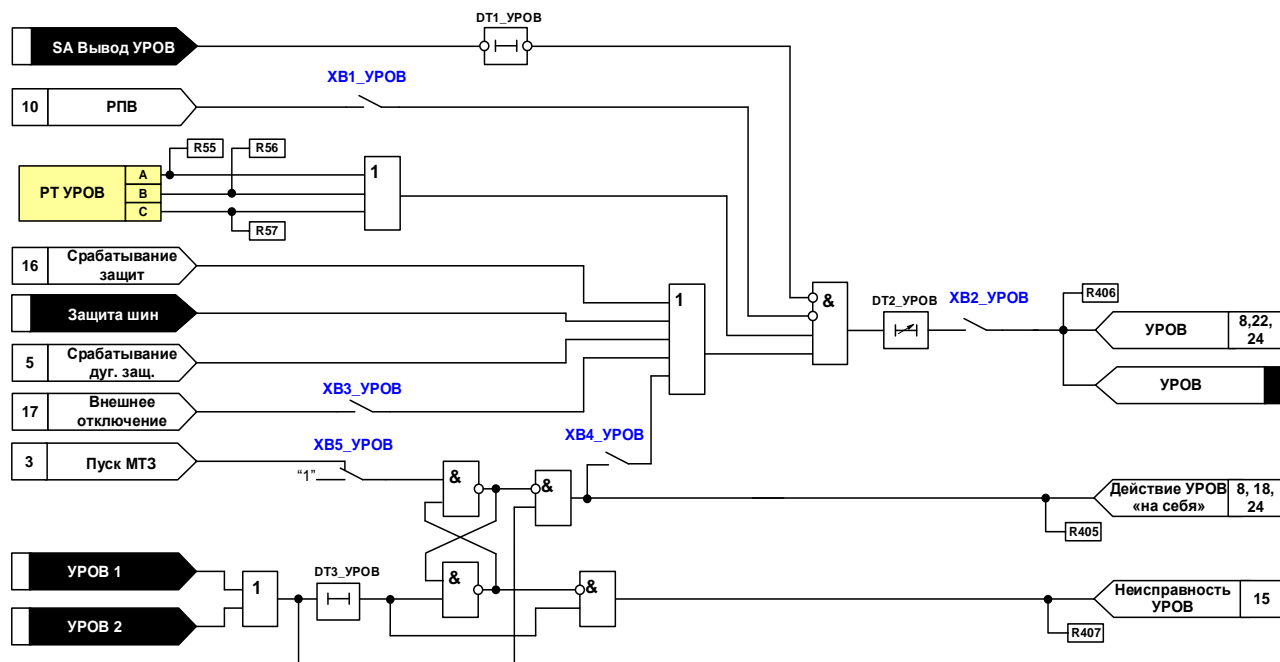 DT1_УРОВ
SA Вывод УРОВ
XB1_УРОВ
10 РПВ
R55 R56
РТ УРОВ
A
B
C
1
R57
16 Срабатывание
защит
Защита шин
5 Срабатывание
дуг. защ.
17 Внешнее
отключение
3 Пуск МТЗ
XB3_УРОВ
XB5_УРОВ
"1"
1
&
DT2_УРОВ
XB2_УРОВ
R406
УРОВ 8,22,
24
УРОВ
XB4_УРОВ
&
&
Действие УРОВ 8, 18,
«на себя» 24
R405
УРОВ 1
УРОВ 2
1
DT3_УРОВ
&
&
Неисправность
УРОВ 15
R407